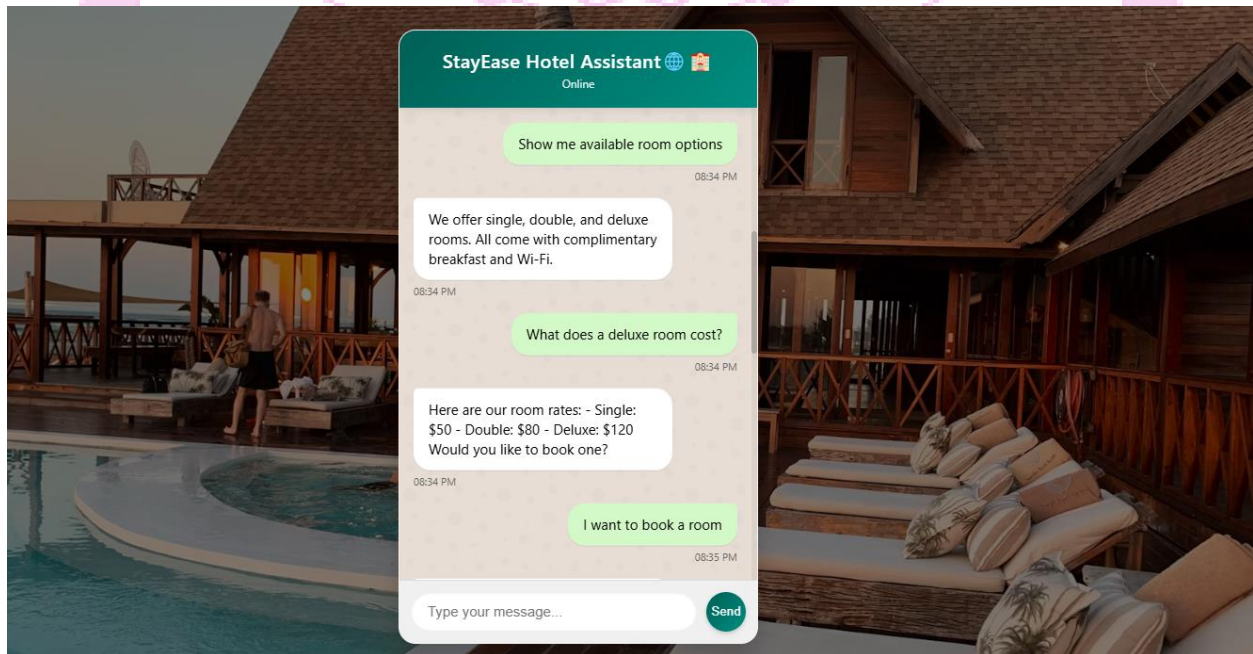 StayEase Hotel Assistant🌐 🏨
Online
Show me available room options
08:34 PM
We offer single, double, and deluxe
rooms. All come with complimentary
breakfast and Wi-Fi.
08:34 PM
What does a deluxe room cost?
08:34 PM
Here are our room rates: - Single:
$50 - Double: $80 - Deluxe: $120
Would you like to book one?
08:34 PM
I want to book a room
08:35 PM
Type your message...
Send